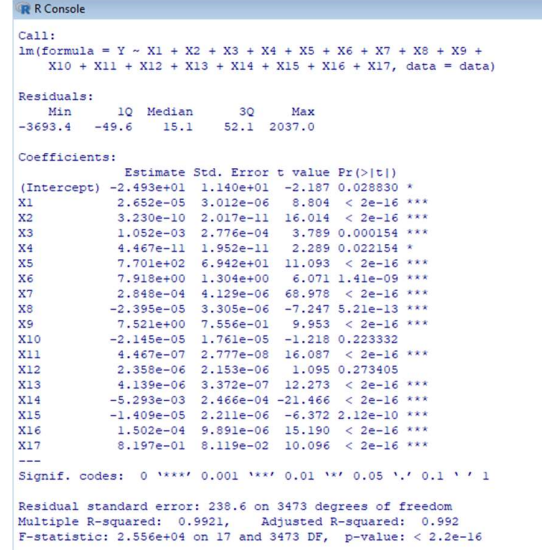 R Console
Call:
lm(formula = Y ~ X1 + X2 + X3 + X4 + X5 + X6 + X7 + X8 + X9 +
    X10 + X11 + X12 + X13 + X14 + X15 + X16 + X17, data = data)
Residuals:
    Min      1Q  Median      3Q     Max
-3693.4   -49.6    15.1    52.1  2037.0
Coefficients:
              Estimate Std. Error t value Pr(>|t|)
(Intercept) -2.493e+01  1.140e+01  -2.187 0.028830 *
X1           2.652e-05  3.012e-06   8.804  < 2e-16 ***
X2           3.230e-10  2.017e-11  16.014  < 2e-16 ***
X3           1.052e-03  2.776e-04   3.789 0.000154 ***
X4           4.467e-11  1.952e-11   2.289 0.022154 *
X5           7.701e+02  6.942e+01  11.093  < 2e-16 ***
X6           7.918e+00  1.304e+00   6.071 1.41e-09 ***
X7           2.848e-04  4.129e-06  68.978  < 2e-16 ***
X8          -2.395e-05  3.305e-06  -7.247 5.21e-13 ***
X9           7.521e+00  7.556e-01   9.953  < 2e-16 ***
X10         -2.145e-05  1.761e-05  -1.218 0.223332
X11          4.467e-07  2.777e-08  16.087  < 2e-16 ***
X12          2.358e-06  2.153e-06   1.095 0.273405
X13          4.139e-06  3.372e-07  12.273  < 2e-16 ***
X14         -5.293e-03  2.466e-04 -21.466  < 2e-16 ***
X15         -1.409e-05  2.211e-06  -6.372 2.12e-10 ***
X16          1.502e-04  9.891e-06  15.190  < 2e-16 ***
X17          8.197e-01  8.119e-02  10.096  < 2e-16 ***
---
Signif. codes:  0 '***' 0.001 '**' 0.01 '*' 0.05 '.' 0.1 ' ' 1
Residual standard error: 238.6 on 3473 degrees of freedom
Multiple R-squared:  0.9921,    Adjusted R-squared:  0.992
F-statistic: 2.556e+04 on 17 and 3473 DF,  p-value: < 2.2e-16